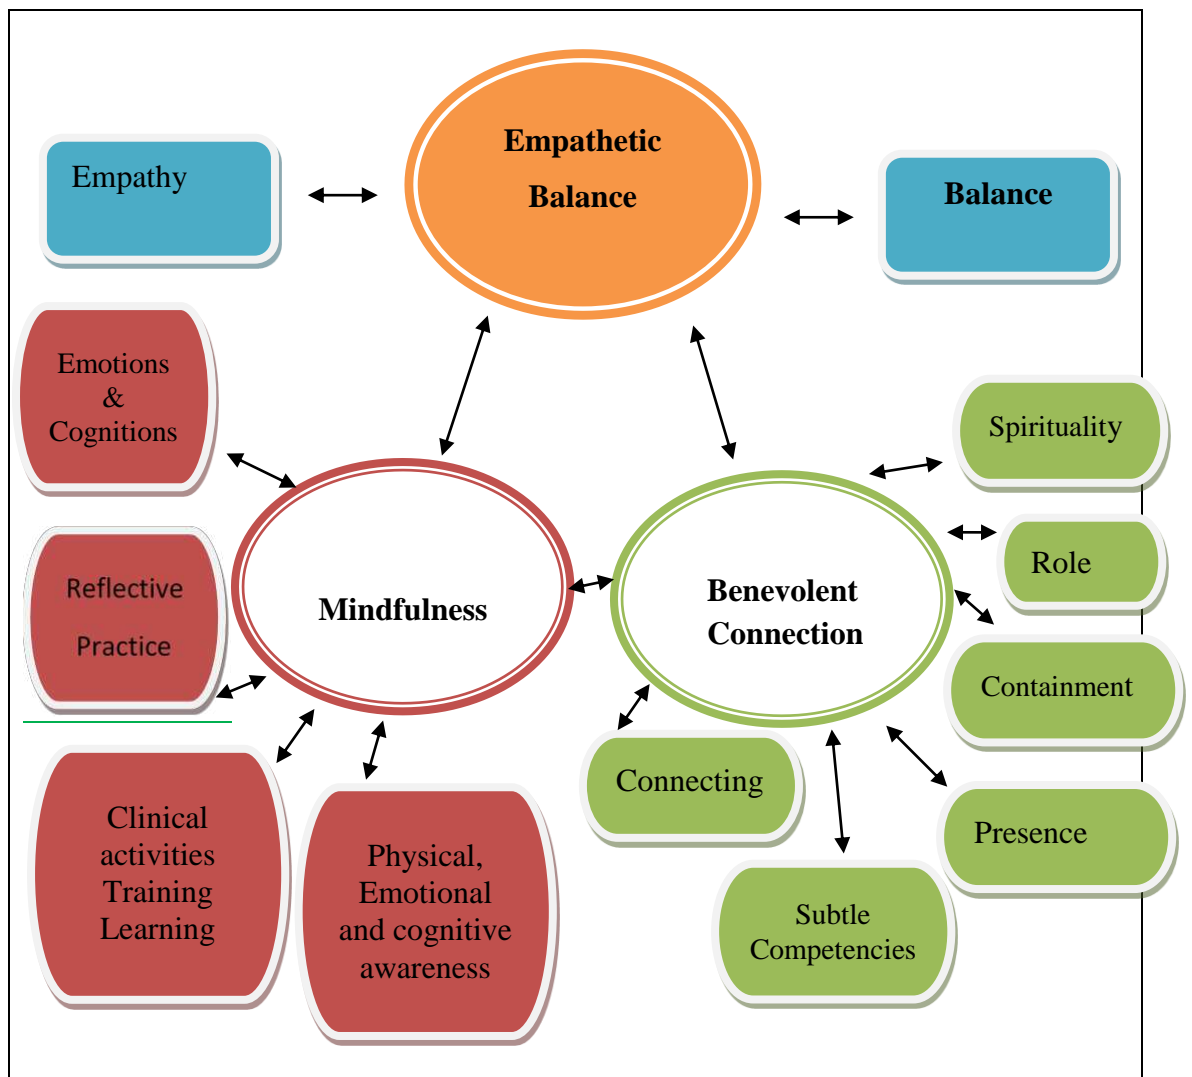 Empathetic
Balance
Empathy
Balance
Emotions
&
Cognitions
Spirituality
Role
Reflective
Practice
Mindfulness
Benevolent
Connection
Containment
Connecting
Presence
Clinical
activities
Training
Learning
Physical,
Emotional
and cognitive
awareness
Subtle
Competencies